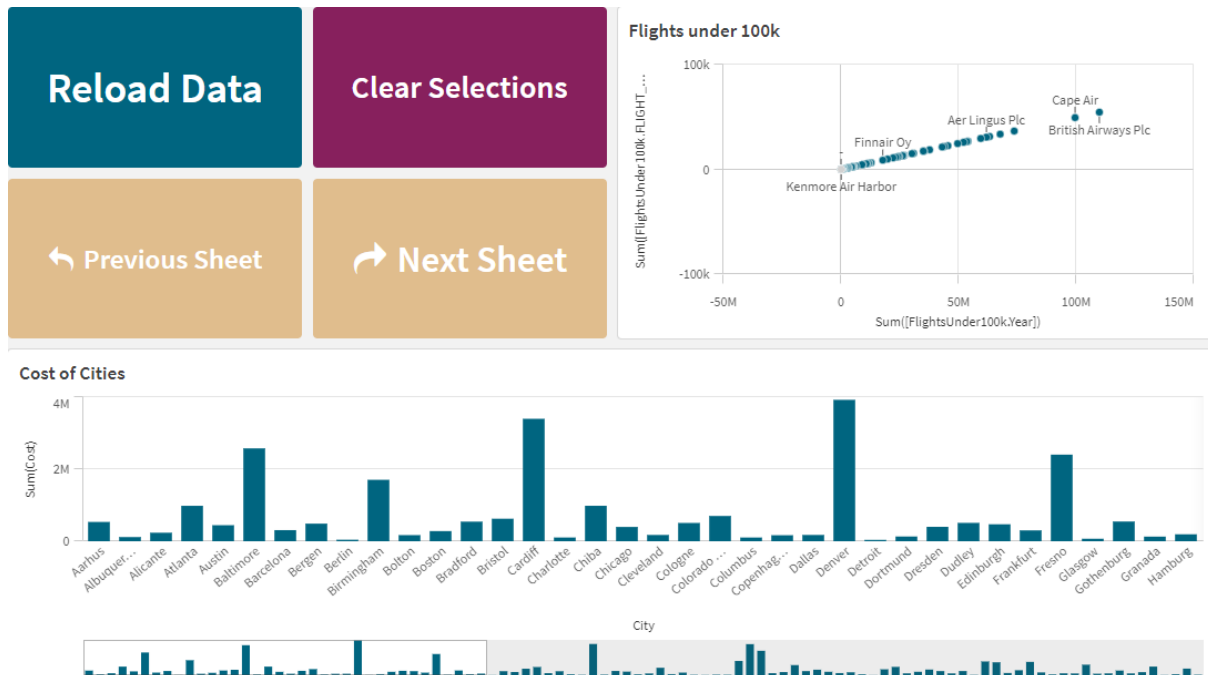 Reload Data
Clear Selections
Previous Sheet
Next Sheet
Flights under 100k
100k
0
-100k
Sum([FlightsUnder100k.FLIGHT_...
Cape Air
British Airways Plc
Aer Lingus Plc
Finnair Oy
Kenmore Air Harbor
-50M
0
50M
100M
150M
Sum([FlightsUnder100k.Year])
Cost of Cities
4M
2M
0
Sum(Cost)
Aarhus
Albuquer...
Alicante
Atlanta
Austin
Baltimore
Barcelona
Bergen
Berlin
Birmingham
Bolton
Boston
Bradford
Bristol
Cardiff
Charlotte
Chiba
Chicago
Cleveland
Cologne
Colorado ...
Columbus
Copenhag...
Dallas
Denver
Detroit
Dortmund
Dresden
Dudley
Edinburgh
Frankfurt
Fresno
Glasgow
Gothenburg
Granada
Hamburg
City